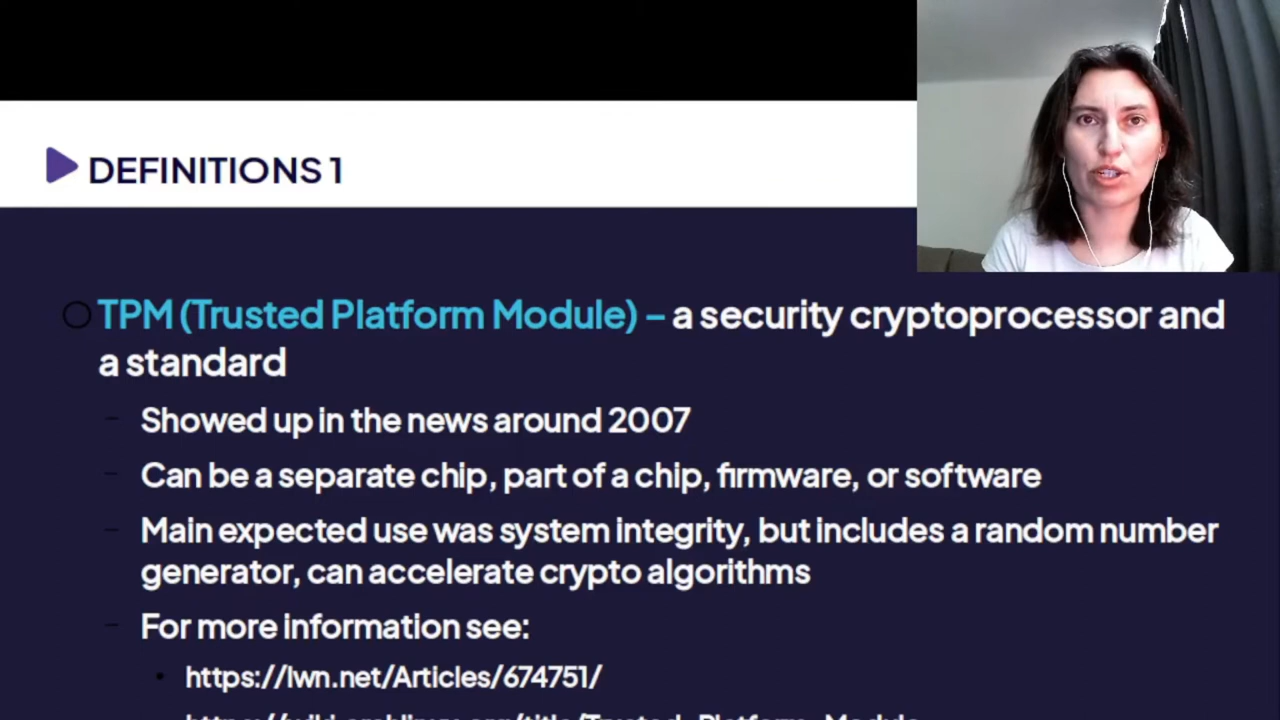 DEFINITIONS 1
TPM (Trusted Platform Module) – a security cryptoprocessor and
a standard
– Showed up in the news around 2007
– Can be a separate chip, part of a chip, firmware, or software
– Main expected use was system integrity, but includes a random number
generator, can accelerate crypto algorithms
– For more information see:
• https://lwn.net/Articles/674751/